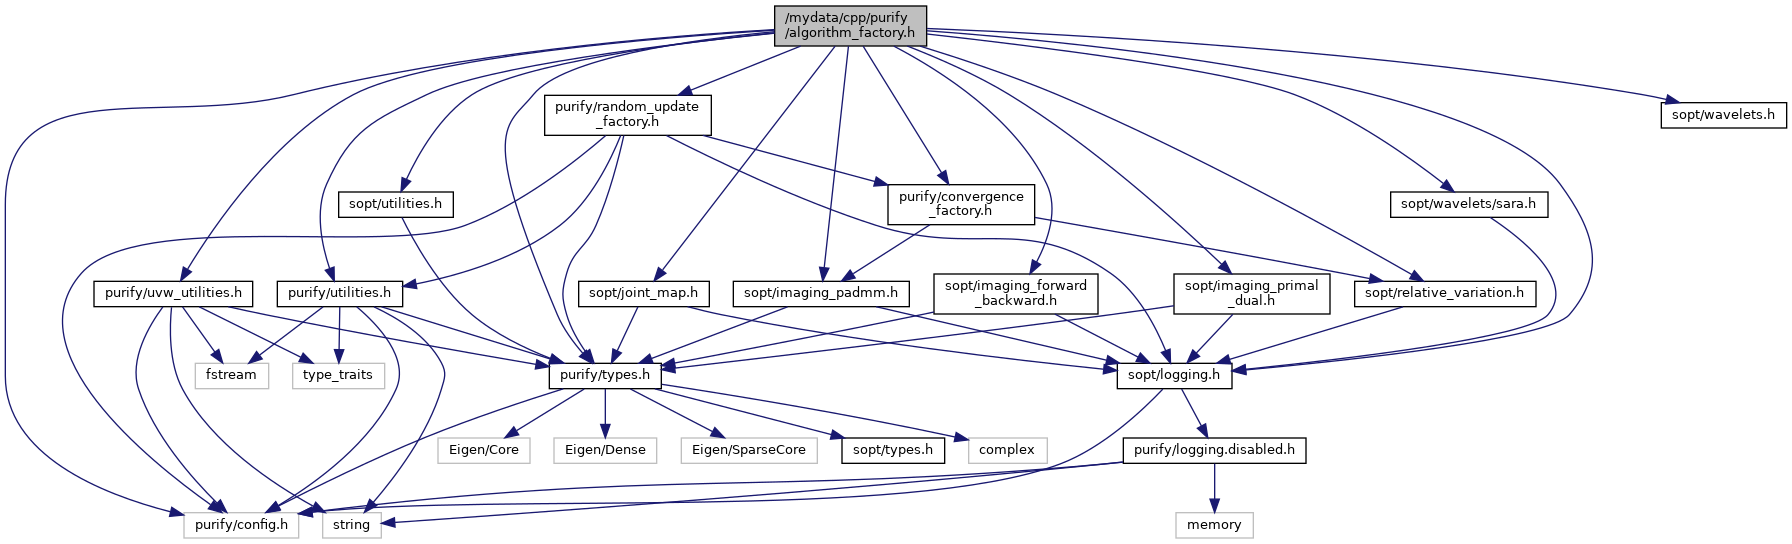 /mydata/cpp/purify
/algorithm_factory.h
purify/random_update
_factory.h
sopt/wavelets.h
sopt/utilities.h
purify/convergence
_factory.h
sopt/wavelets/sara.h
purify/uvw_utilities.h
purify/utilities.h
sopt/joint_map.h
sopt/imaging_padmm.h
sopt/imaging_forward
_backward.h
sopt/imaging_primal
_dual.h
sopt/relative_variation.h
fstream
type_traits
purify/types.h
sopt/logging.h
Eigen/Core
Eigen/Dense
Eigen/SparseCore
sopt/types.h
complex
purify/logging.disabled.h
purify/config.h
string
memory